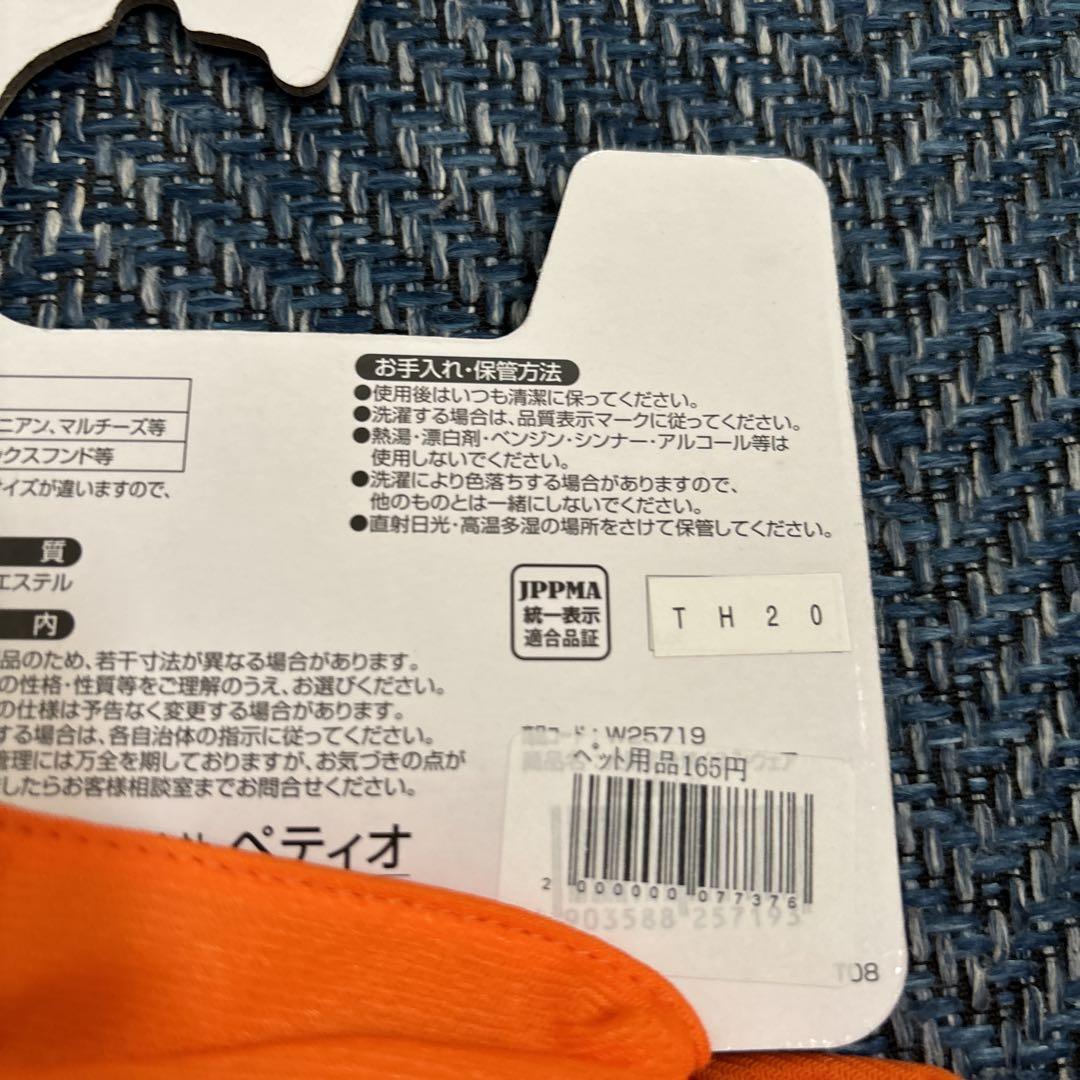 お手入れ・保管方法
●使用後はいつも清潔に保ってください。
●洗濯する場合は、品質表示マークに従ってください。
●熱湯・漂白剤・ベンジン・シンナー・アルコール等は
使用しないでください。
●洗濯により色落ちする場合がありますので、
他のものとは一緒にしないでください。
●直射日光・高温多湿の場所をさけて保管してください。
ニアン、マルチーズ等
ックスフンド等
イズが違いますので、
質
エステル
内
品のため、若干寸法が異なる場合があります。
の性格・性質等をご理解のうえ、お選びください。
の仕様は予告なく変更する場合があります。
する場合は、各自治体の指示に従ってください。
管理には万全を期しておりますが、お気づきの点が
したらお客様相談室までお問合せください。
ペティオ
JPPMA
統一表示
適合品証
TH20
コード:W25719
ペット用品165円
ウェア
2 000000 077376
903588 257193
T08